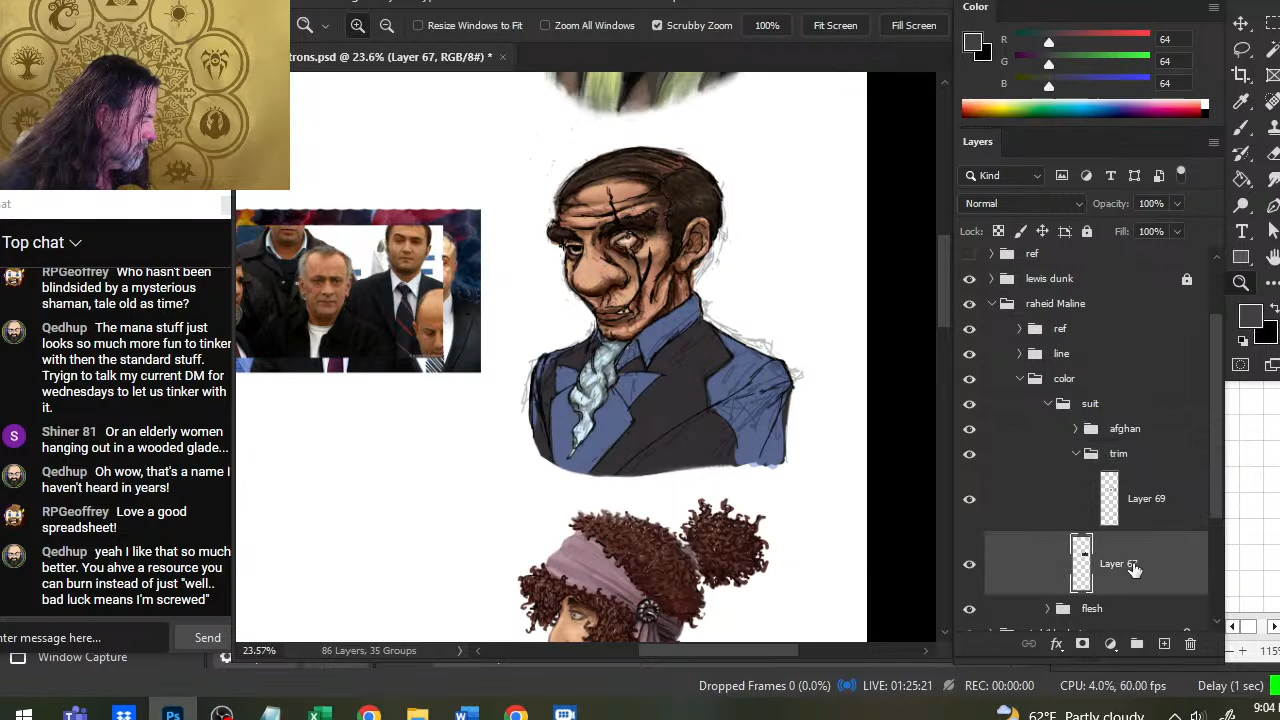 Resize Windows to Fit
Zoom All Windows
Scrubby Zoom
100%
Fit Screen
Fill Screen
trons.psd @ 23.6% (Layer 67, RGB/8#) *
at
Top chat
RPGeoffrey Who hasn't been
blindsided by a mysterious
shaman, tale old as time?
Qedhup The mana stuff just
looks so much more fun to tinker
with then the standard stuff.
Tryign to talk my current DM for
wednesdays to let us tinker with
it.
Shiner 81 Or an elderly women
hanging out in a wooded glade...
Qedhup Oh wow, that's a name I
haven't heard in years!
RPGeoffrey Love a good
spreadsheet!
Qedhup yeah I like that so much
better. You ahve a resource you
can burn instead of just "well..
bad luck means I'm screwed"
nter message here...
Send
Window Capture
23.57%
86 Layers, 35 Groups
Color
R 64
G 64
B 64
Layers
Kind
Normal
Opacity: 100%
Lock:
Fill: 100%
ref
lewis dunk
raheid Maline
ref
line
color
suit
afghan
trim
Layer 69
Layer 67
flesh
115%
Dropped Frames 0 (0.0%)
LIVE: 01:25:21
REC: 00:00:00
CPU: 4.0%, 60.00 fps
Delay (1 sec)
62°F Partly cloudy
9:04